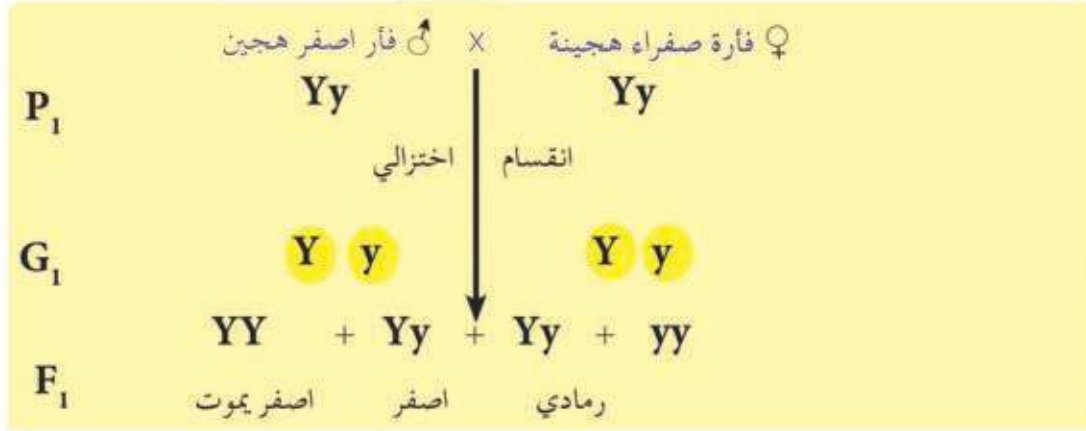 ♂ فأر اصفر هجين X ♀ فأرة صفراء هجينة
P₁ Yy Yy
انقسام اختزالي
G₁ Y y Y y
YY + Yy + Yy + yy
F₁ اصفر يموت اصفر رمادي